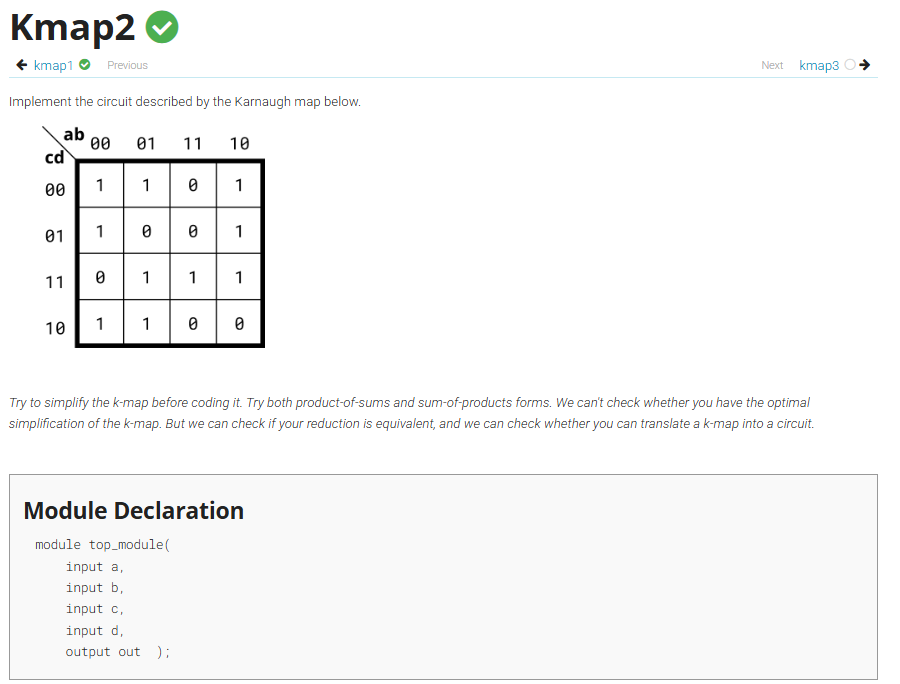 Kmap2
kmap1 Previous Next kmap3
Implement the circuit described by the Karnaugh map below.
ab 00 01 11 10
cd
00 1 1 0 1
01 1 0 0 1
11 0 1 1 1
10 1 1 0 0
Try to simplify the k-map before coding it. Try both product-of-sums and sum-of-products forms. We can't check whether you have the optimal
simplification of the k-map. But we can check if your reduction is equivalent, and we can check whether you can translate a k-map into a circuit.
Module Declaration
module top_module(
input a,
input b,
input c,
input d,
output out  );